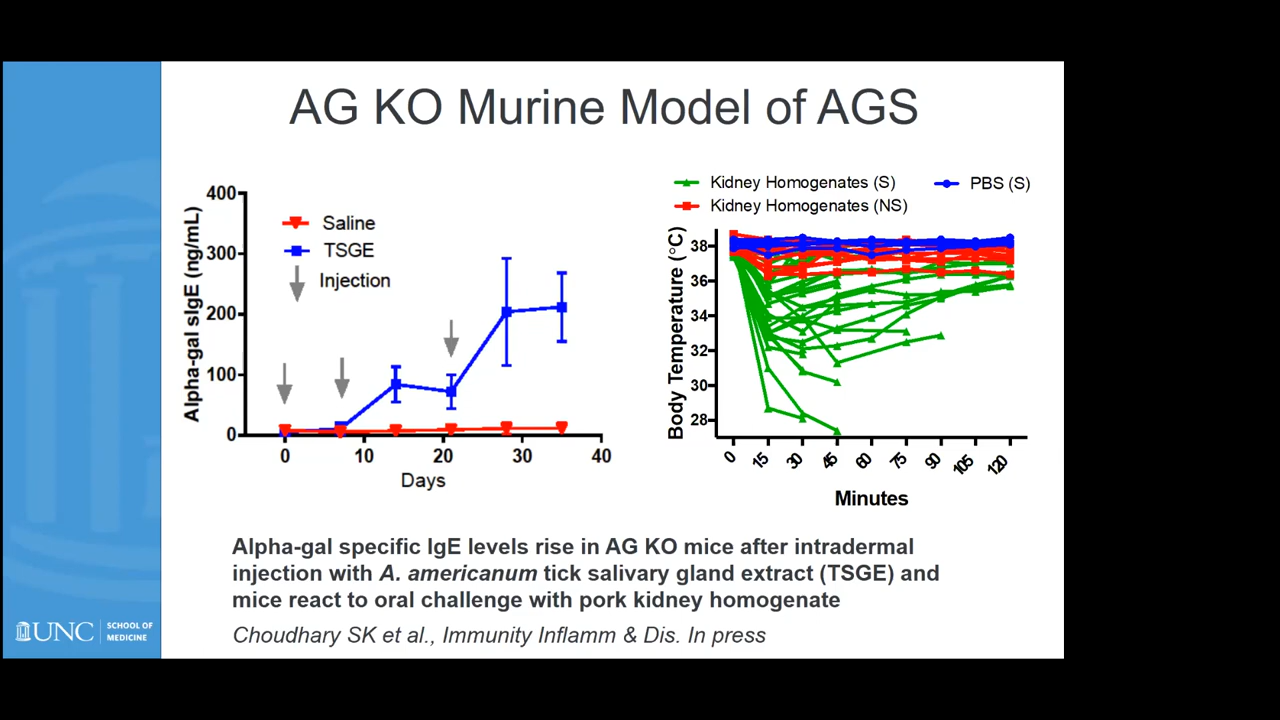 AG KO Murine Model of AGS
Alpha-gal sIgE (ng/mL)
400
300
200
100
0
Saline
TSGE
Injection
0
10
20
30
40
Days
Kidney Homogenates (S)
PBS (S)
Kidney Homogenates (NS)
Body Temperature (°C)
38
36
34
32
30
28
0
15
30
45
60
75
90
105
120
Minutes
Alpha-gal specific IgE levels rise in AG KO mice after intradermal
injection with A. americanum tick salivary gland extract (TSGE) and
mice react to oral challenge with pork kidney homogenate
Choudhary SK et al., Immunity Inflamm & Dis. In press
UNC
SCHOOL OF
MEDICINE